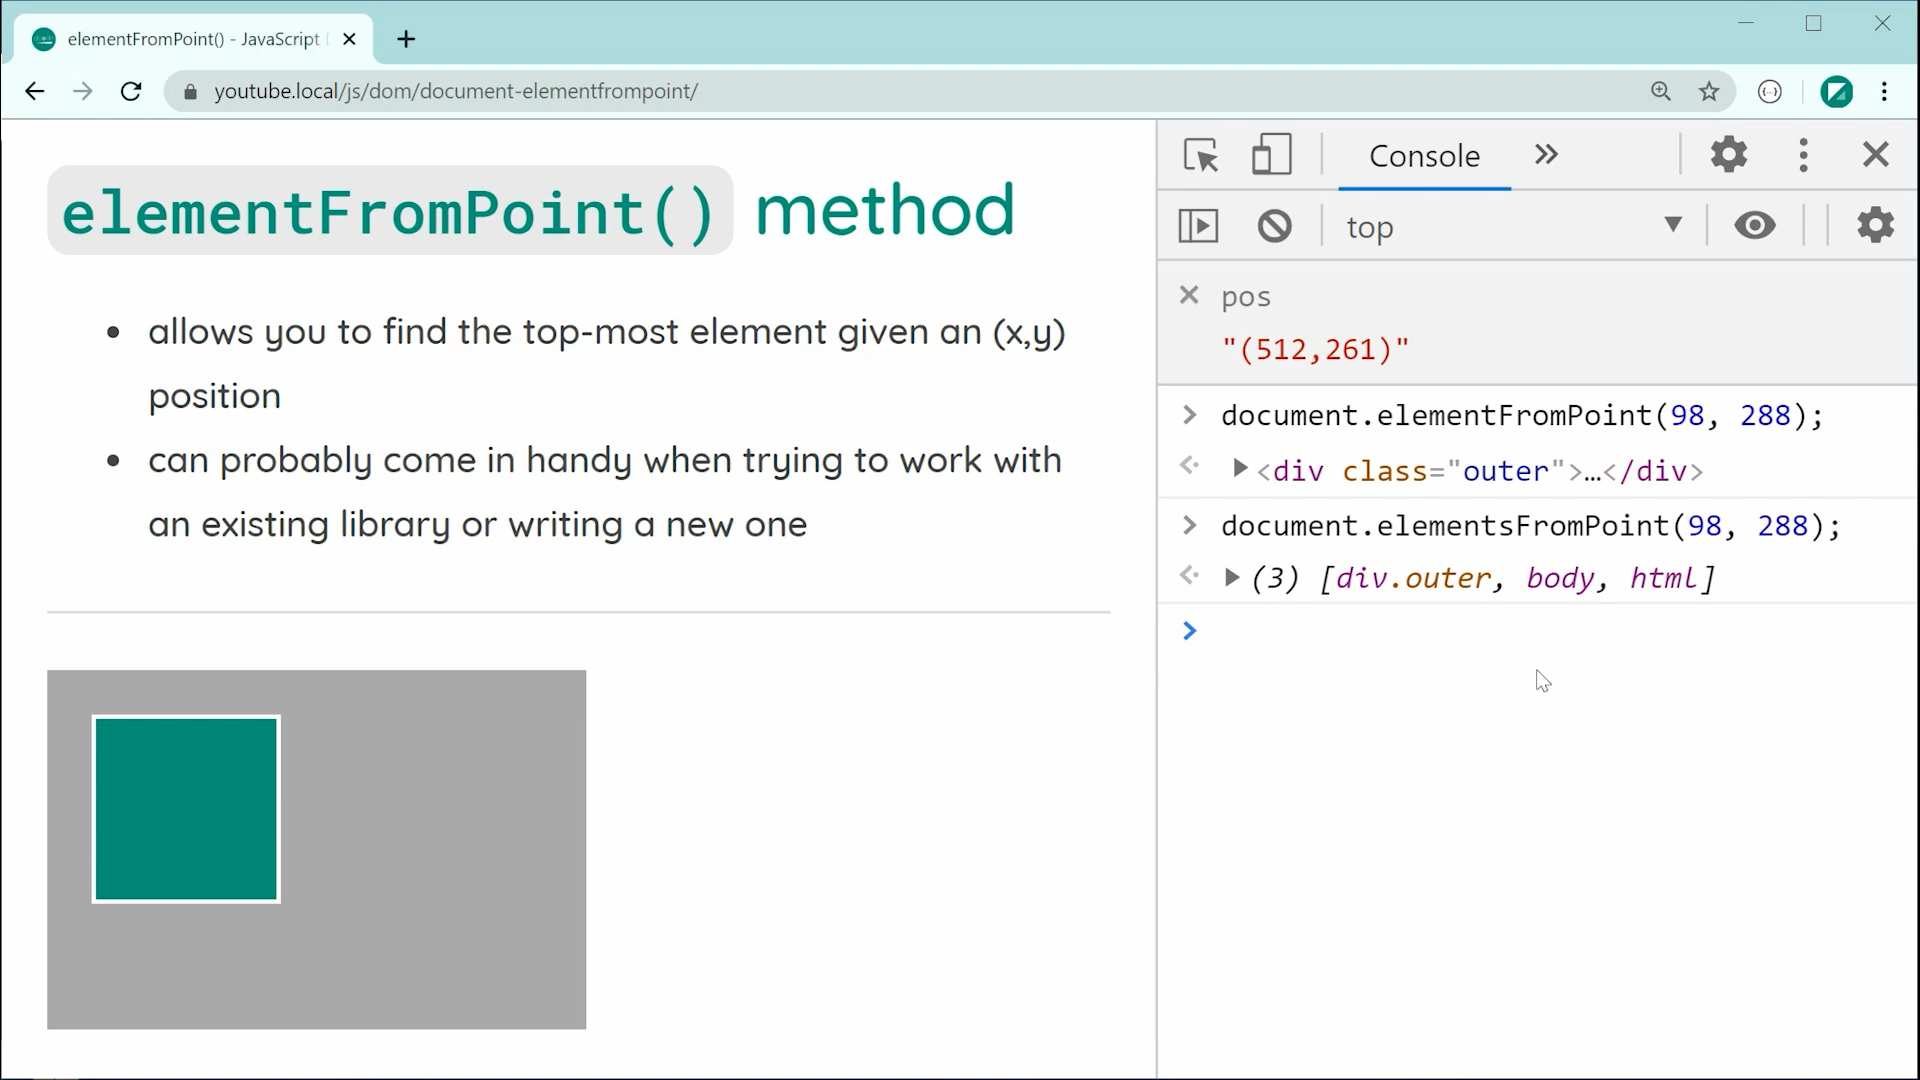 elementFromPoint() - JavaScript
youtube.local/js/dom/document-elementfrompoint/
elementFromPoint() method
allows you to find the top-most element given an (x,y)
position
can probably come in handy when trying to work with
an existing library or writing a new one
Console
top
pos
"(512,261)"
document.elementFromPoint(98, 288);
<div class="outer">…</div>
document.elementsFromPoint(98, 288);
(3) [div.outer, body, html]